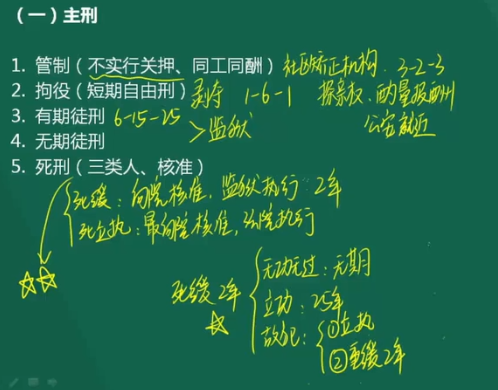 （一）主刑
1. 管制（不实行关押、同工同酬）社区矫正机构. 3-2-3
2. 拘役（短期自由刑）剥夺 1-6-1 探亲权. 酌量报酬
公安就近
3. 有期徒刑 6-15-25
>监狱
4. 无期徒刑
5. 死刑（三类人、核准）
死缓：高院核准, 监狱执行 2年
死立执：最高院核准, 法院执行
死缓2年
无功无过：无期
立功：25年
故犯：①立执
②重缓2年